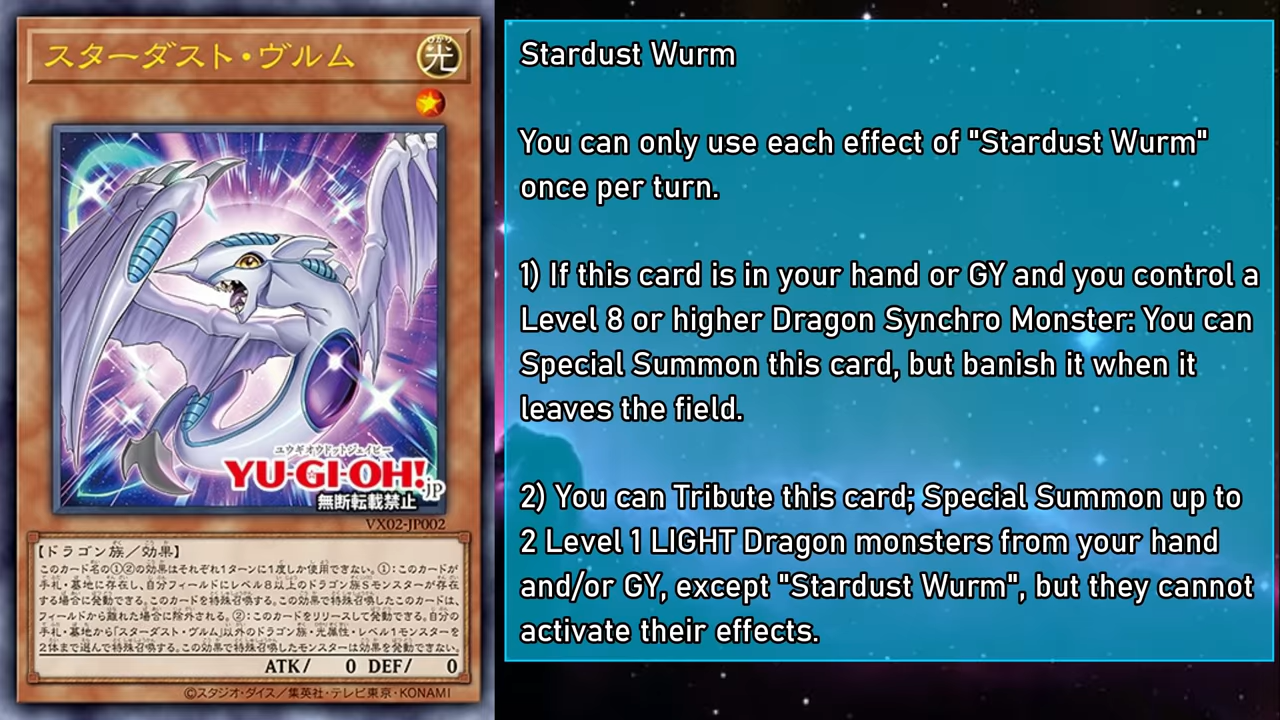 スターダスト・ヴルム
光
ひかり
ユウギオウドットジェイピー
YU-GI-OH!.jp
無断転載禁止
VX02-JP002
【ドラゴン族／効果】
このカード名の①②の効果はそれぞれ1ターンに1度しか使用できない。①：このカードが
手札・墓地に存在し、自分フィールドにレベル8以上のドラゴン族Sモンスターが存在
する場合に発動できる。このカードを特殊召喚する。この効果で特殊召喚したこのカードは、
フィールドから離れた場合に除外される。②：このカードをリリースして発動できる。自分の
手札・墓地から「スターダスト・ヴルム」以外のドラゴン族・光属性・レベル1モンスターを
2体まで選んで特殊召喚する。この効果で特殊召喚したモンスターは効果を発動できない。
ATK/ 0 DEF/ 0
©スタジオ・ダイス／集英社・テレビ東京・KONAMI
Stardust Wurm
You can only use each effect of "Stardust Wurm"
once per turn.
1) If this card is in your hand or GY and you control a
Level 8 or higher Dragon Synchro Monster: You can
Special Summon this card, but banish it when it
leaves the field.
2) You can Tribute this card; Special Summon up to
2 Level 1 LIGHT Dragon monsters from your hand
and/or GY, except "Stardust Wurm", but they cannot
activate their effects.